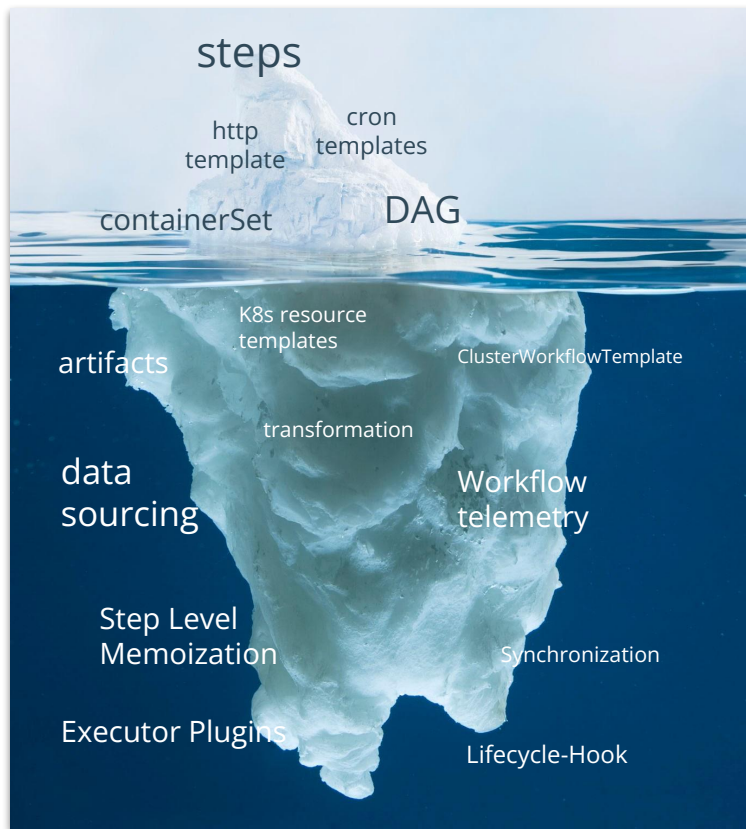 steps
http
template
cron
templates
containerSet
DAG
K8s resource
templates
artifacts
ClusterWorkflowTemplate
transformation
data
sourcing
Workflow
telemetry
Step Level
Memoization
Synchronization
Executor Plugins
Lifecycle-Hook